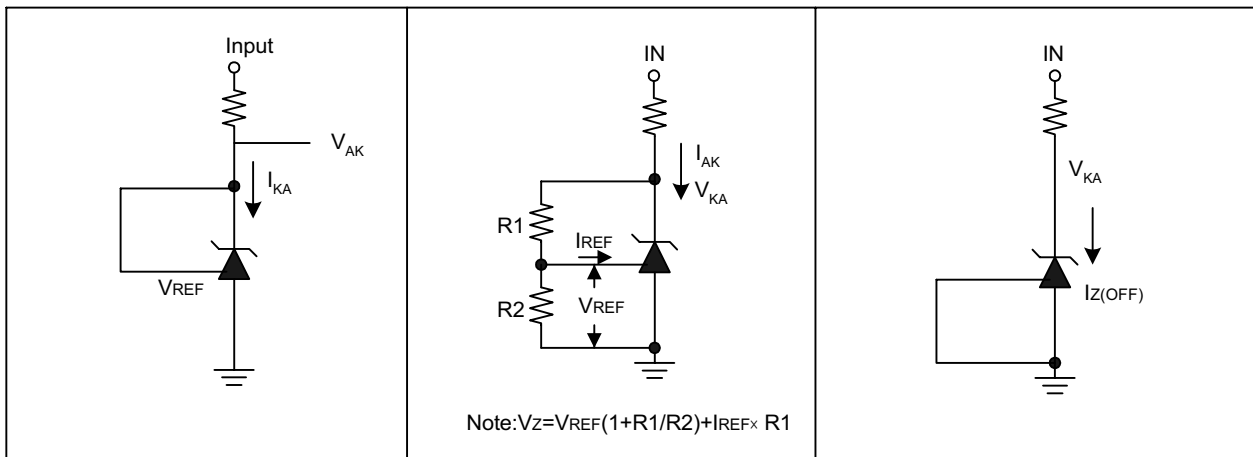 Input
VAK
IKA
VREF
IN
IAK
VKA
R1
IREF
R2
VREF
Note:VZ=VREF(1+R1/R2)+IREF× R1
IN
VKA
IZ(OFF)